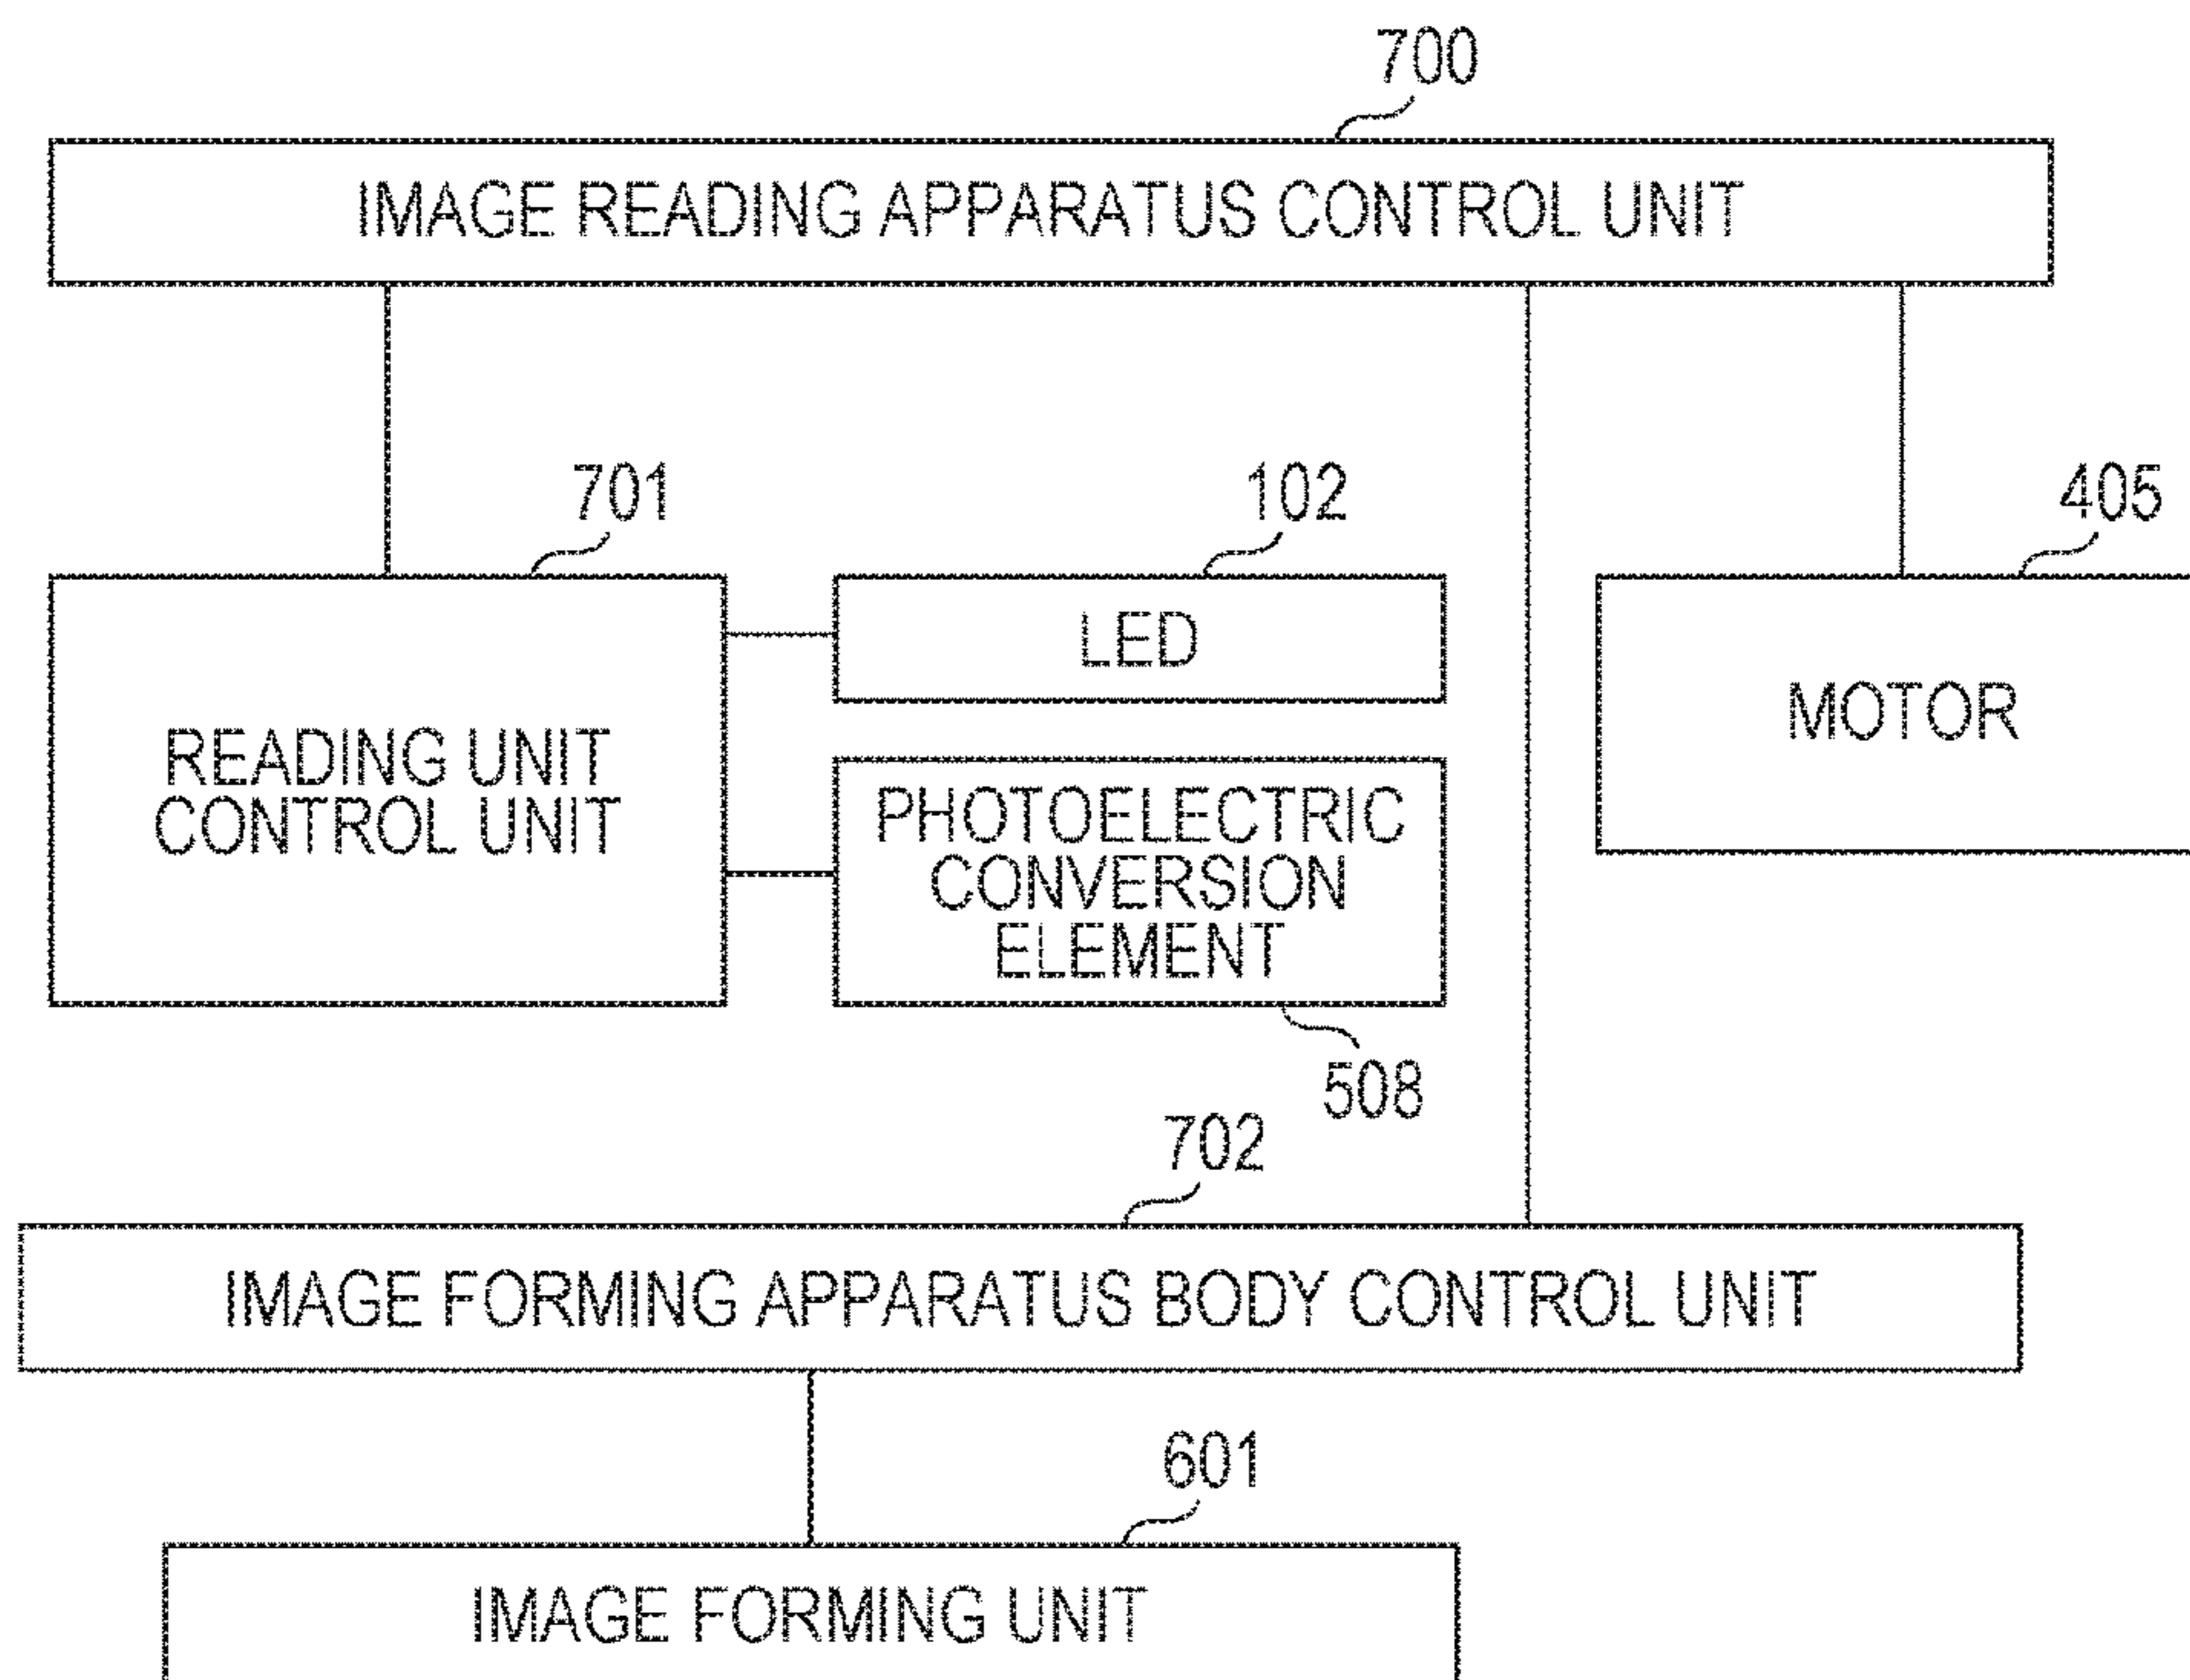 700
IMAGE READING APPARATUS CONTROL UNIT
701
102
405
LED
MOTOR
READING UNIT
CONTROL UNIT
PHOTOELECTRIC
CONVERSION
ELEMENT
508
702
IMAGE FORMING APPARATUS BODY CONTROL UNIT
601
IMAGE FORMING UNIT